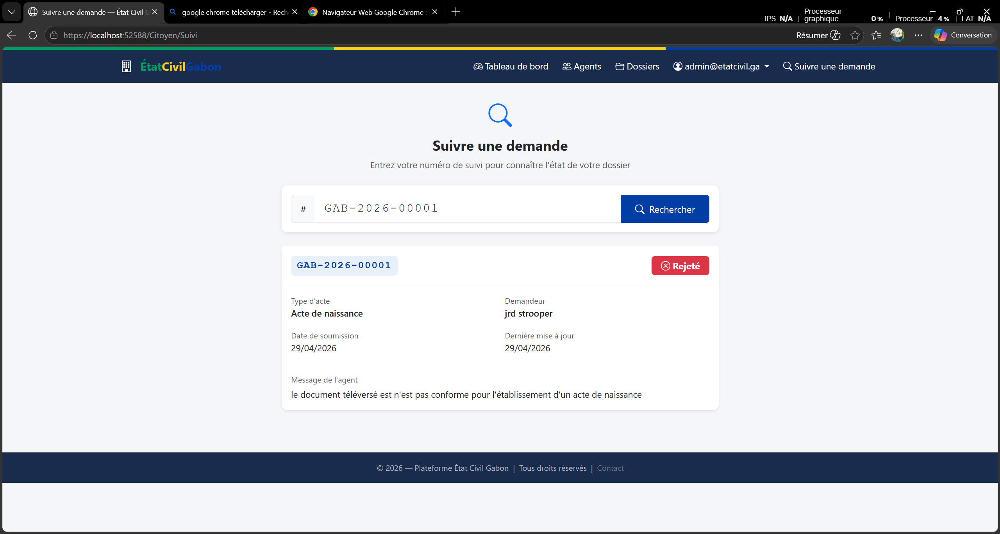 Suivre une demande — État Civil G
google chrome télécharger - Rech
Navigateur Web Google Chrome :
IPS N/A | Processeur graphique 0 % | Processeur 4 % | LAT N/A
https://localhost:52588/Citoyen/Suivi
Résumer
Conversation
ÉtatCivilGabon
Tableau de bord
Agents
Dossiers
admin@etatcivil.ga
Suivre une demande
Suivre une demande
Entrez votre numéro de suivi pour connaître l'état de votre dossier
# GAB-2026-00001 Rechercher
GAB-2026-00001 Rejeté
Type d'acte
Acte de naissance
Demandeur
jrd strooper
Date de soumission
29/04/2026
Dernière mise à jour
29/04/2026
Message de l'agent
le document téléversé est n'est pas conforme pour l'établissement d'un acte de naissance
© 2026 — Plateforme État Civil Gabon | Tous droits réservés | Contact